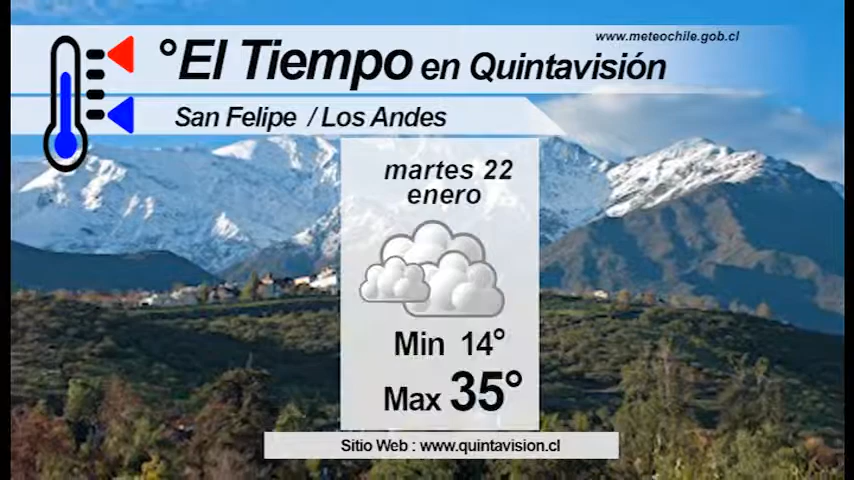 www.meteochile.gob.cl
°El Tiempo en Quintavisión
San Felipe / Los Andes
martes 22
enero
Min 14°
Max 35°
Sitio Web : www.quintavision.cl